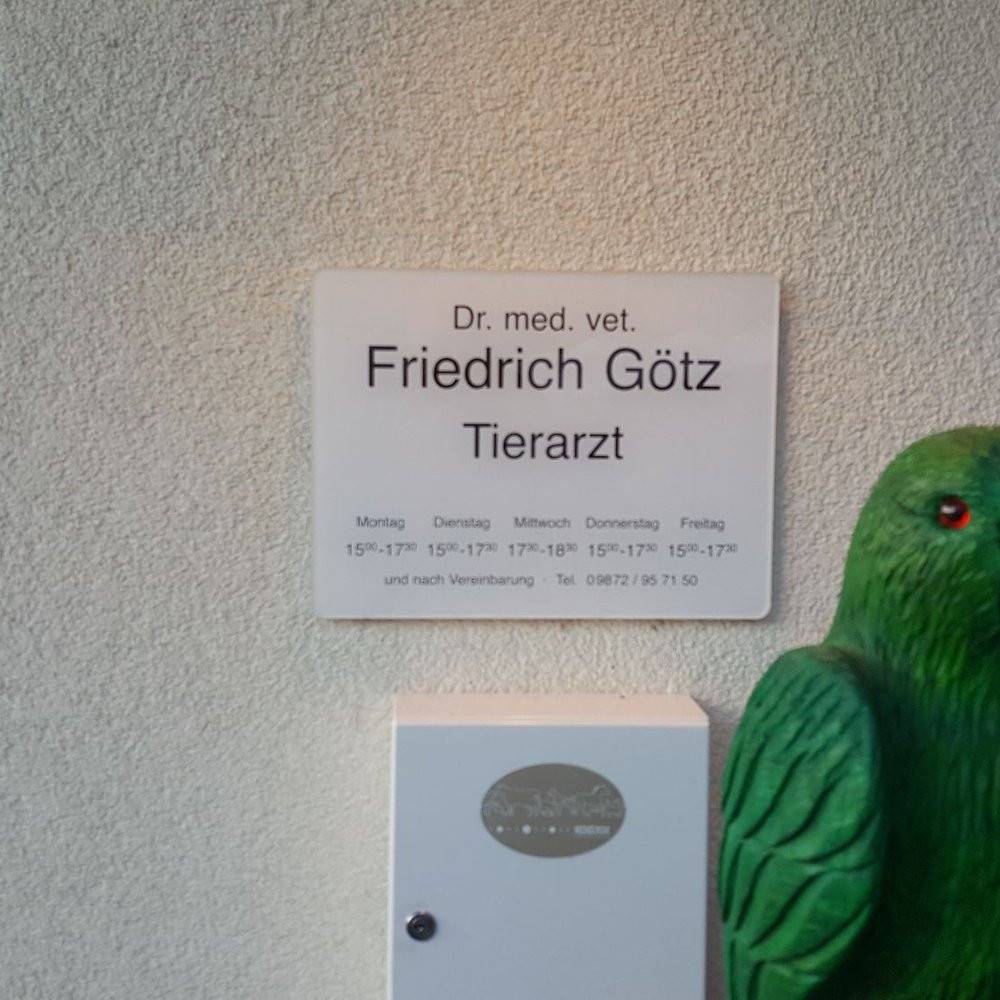 Dr. med. vet.
Friedrich Götz
Tierarzt
Montag Dienstag Mittwoch Donnerstag Freitag
15⁰⁰-17³⁰ 15⁰⁰-17³⁰ 17³⁰-18³⁰ 15⁰⁰-17³⁰ 15⁰⁰-17³⁰
und nach Vereinbarung · Tel. 09872 / 95 71 50